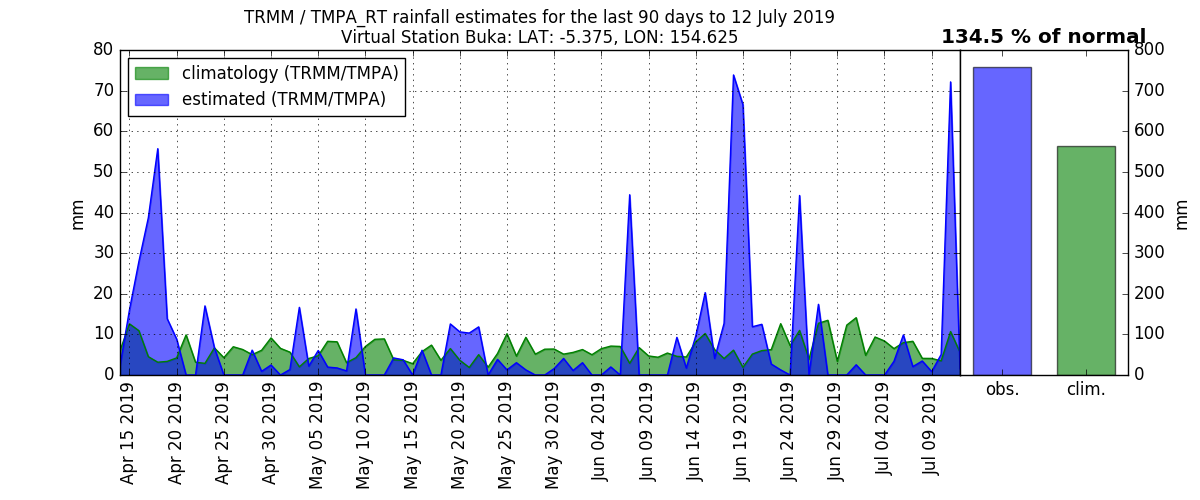 TRMM / TMPA_RT rainfall estimates for the last 90 days to 12 July 2019
Virtual Station Buka: LAT: -5.375, LON: 154.625
134.5 % of normal
climatology (TRMM/TMPA)
estimated (TRMM/TMPA)
80
70
60
50
40
30
20
10
0
mm
Apr 15 2019
Apr 20 2019
Apr 25 2019
Apr 30 2019
May 05 2019
May 10 2019
May 15 2019
May 20 2019
May 25 2019
May 30 2019
Jun 04 2019
Jun 09 2019
Jun 14 2019
Jun 19 2019
Jun 24 2019
Jun 29 2019
Jul 04 2019
Jul 09 2019
800
700
600
500
400
300
200
100
0
mm
obs.
clim.